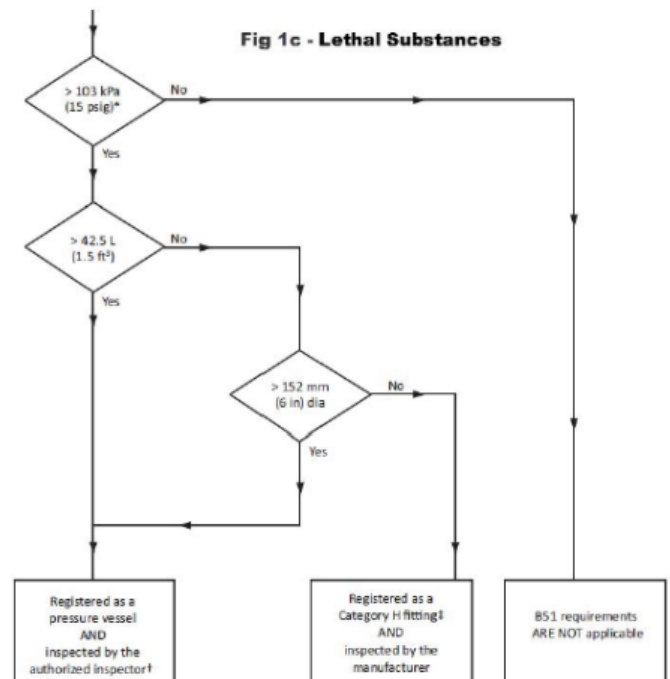 Fig 1c - Lethal Substances
> 103 kPa
(15 psig)*
No
Yes
> 42.5 L
(1.5 ft³)
No
Yes
> 152 mm
(6 in) dia
No
Yes
Registered as a
pressure vessel
AND
inspected by the
authorized inspector†
Registered as a
Category H fitting‡
AND
inspected by the
manufacturer
B51 requirements
ARE NOT applicable